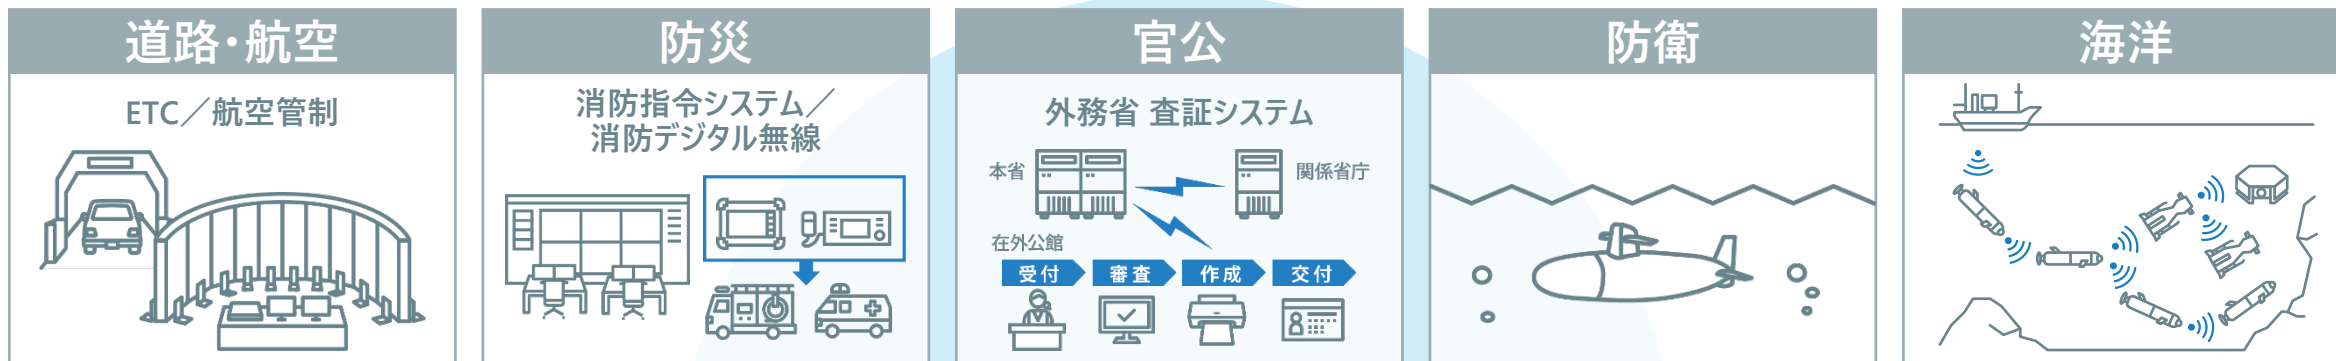 道路・航空
ETC／航空管制
防災
消防指令システム／
消防デジタル無線
官公
外務省 査証システム
本省
関係省庁
在外公館
受付
審査
作成
交付
防衛
海洋